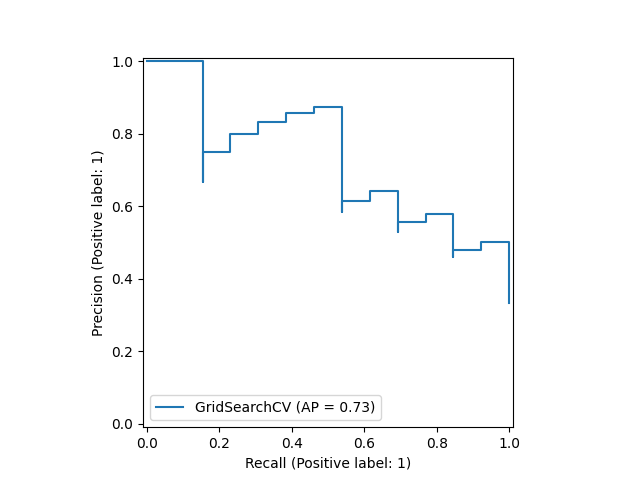 1.0
0.8
0.6
0.4
0.2
0.0
Precision (Positive label: 1)
GridSearchCV (AP = 0.73)
0.0 0.2 0.4 0.6 0.8 1.0
Recall (Positive label: 1)